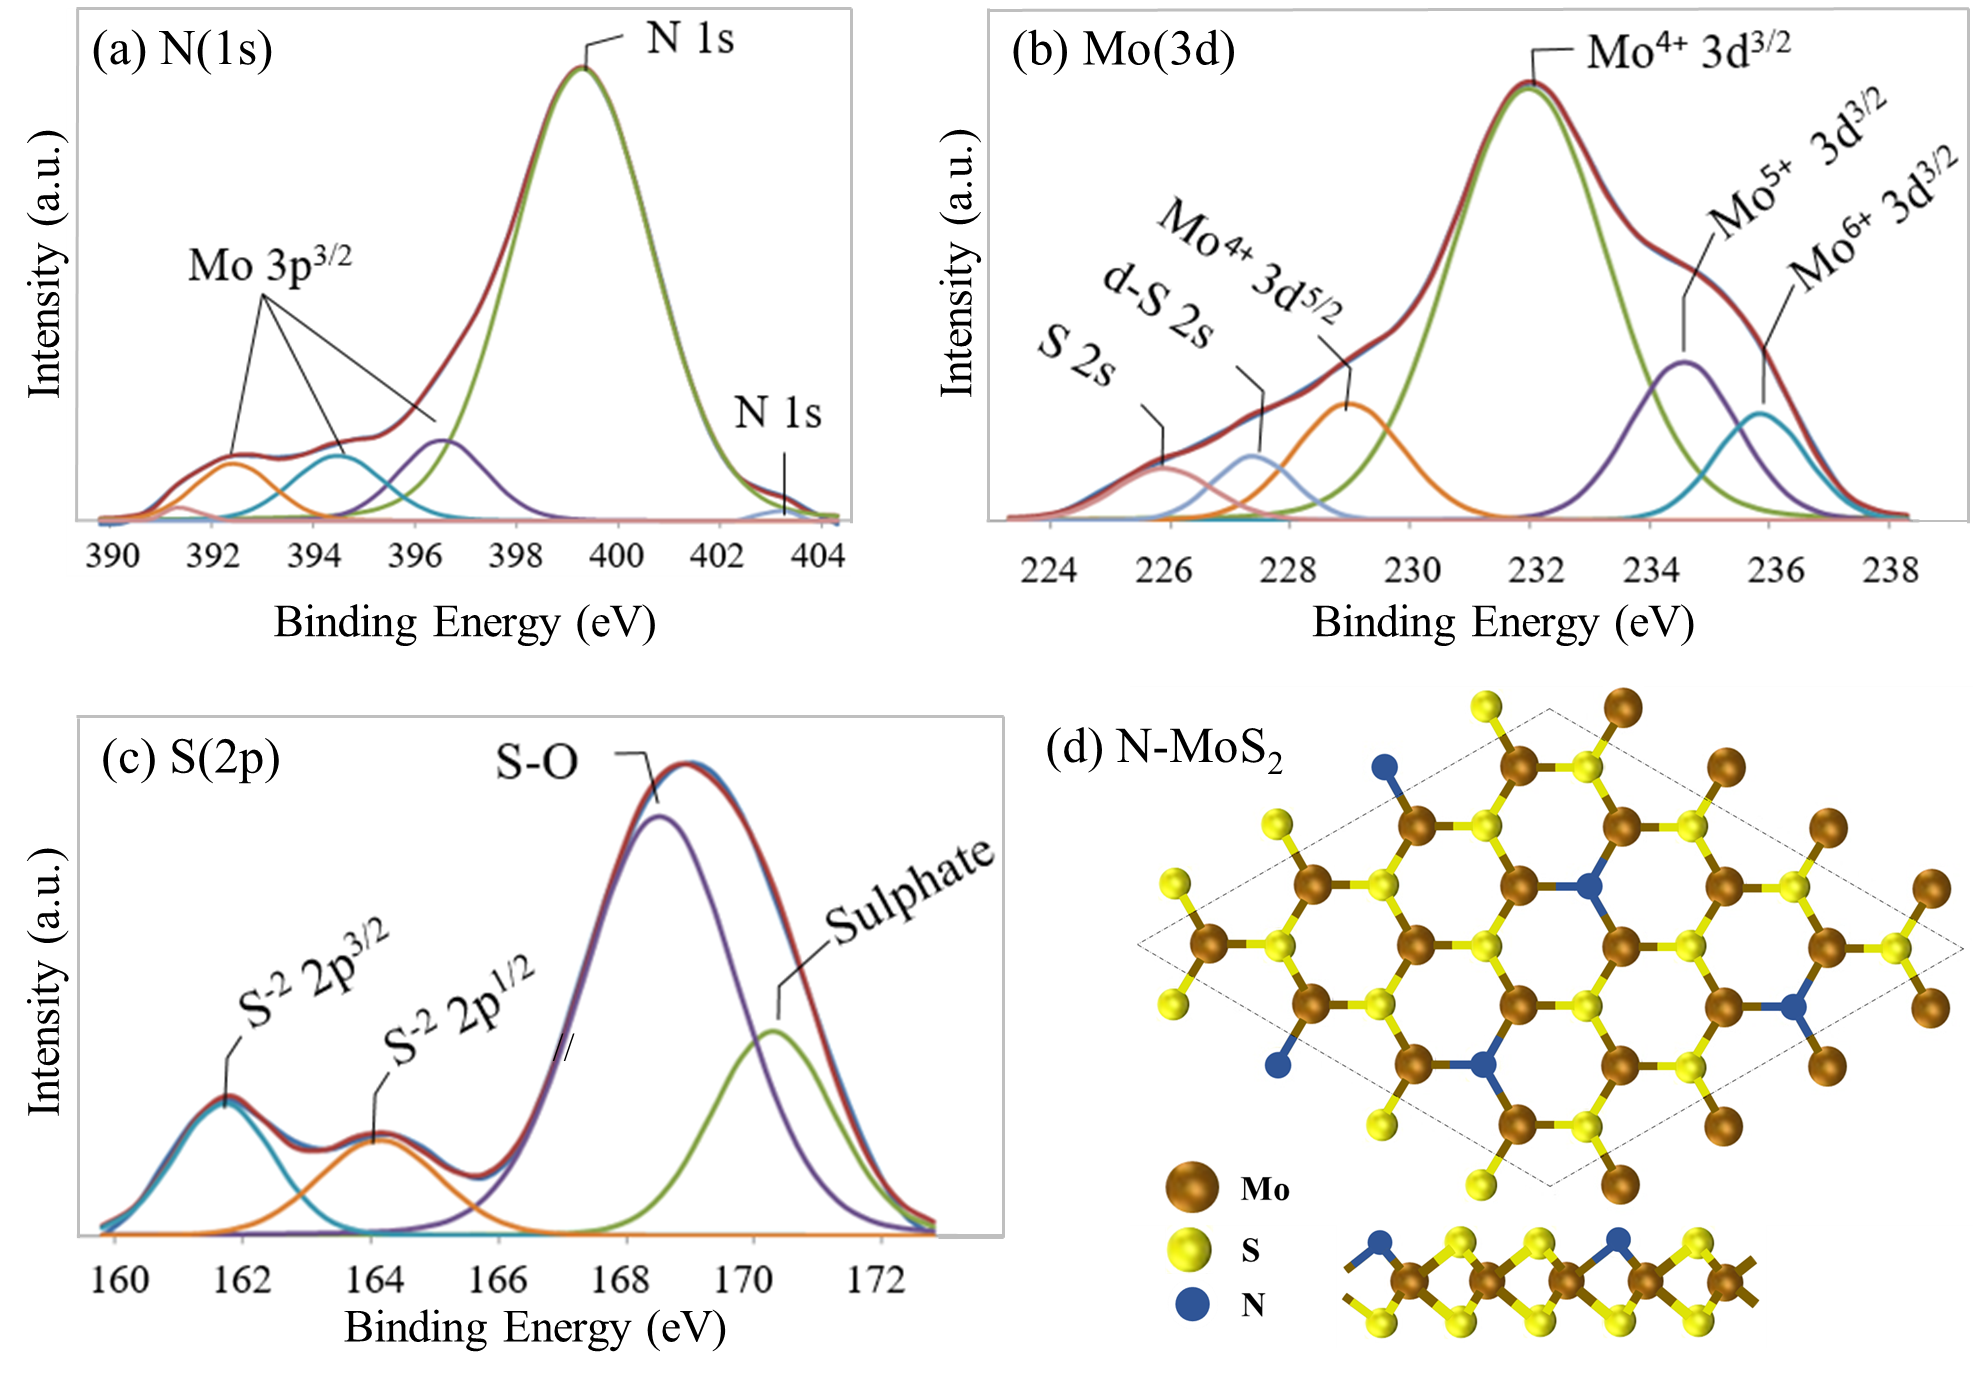 (a) N(1s)
N 1s
Mo 3p3/2
N 1s
Intensity (a.u.)
390 392 394 396 398 400 402 404
Binding Energy (eV)
(b) Mo(3d)
Mo4+ 3d3/2
Mo5+ 3d3/2
Mo6+ 3d3/2
Mo4+ 3d5/2
d-S 2s
S 2s
Intensity (a.u.)
224 226 228 230 232 234 236 238
Binding Energy (eV)
(c) S(2p)
S-O
Sulphate
S-2 2p3/2
S-2 2p1/2
//
Intensity (a.u.)
160 162 164 166 168 170 172
Binding Energy (eV)
(d) N-MoS2
Mo
S
N